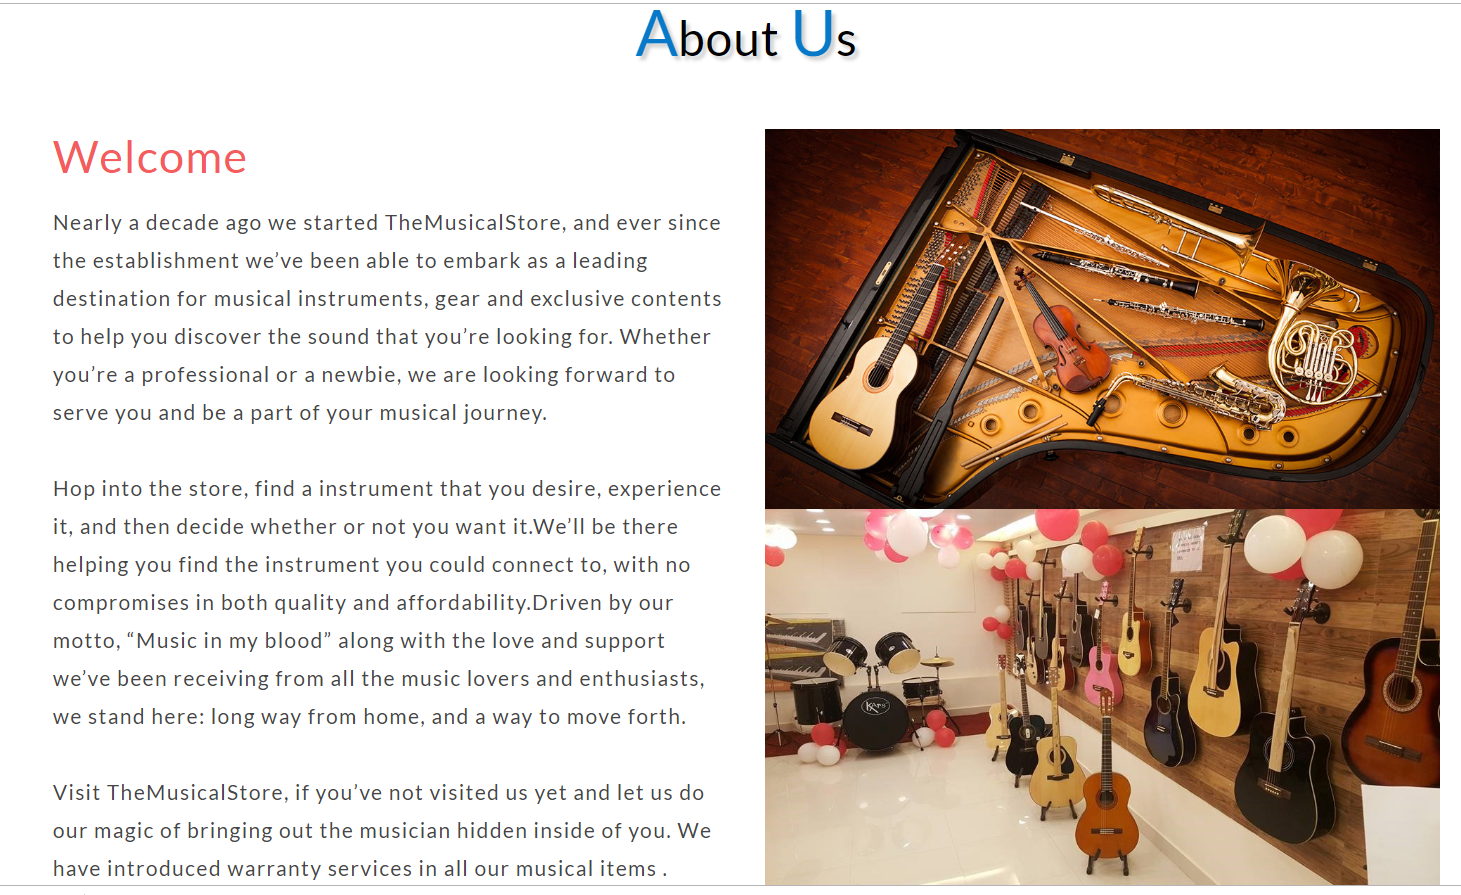 About Us
Welcome
Nearly a decade ago we started TheMusicalStore, and ever since
the establishment we’ve been able to embark as a leading
destination for musical instruments, gear and exclusive contents
to help you discover the sound that you’re looking for. Whether
you’re a professional or a newbie, we are looking forward to
serve you and be a part of your musical journey.
Hop into the store, find a instrument that you desire, experience
it, and then decide whether or not you want it.We’ll be there
helping you find the instrument you could connect to, with no
compromises in both quality and affordability.Driven by our
motto, “Music in my blood” along with the love and support
we’ve been receiving from all the music lovers and enthusiasts,
we stand here: long way from home, and a way to move forth.
Visit TheMusicalStore, if you’ve not visited us yet and let us do
our magic of bringing out the musician hidden inside of you. We
have introduced warranty services in all our musical items .